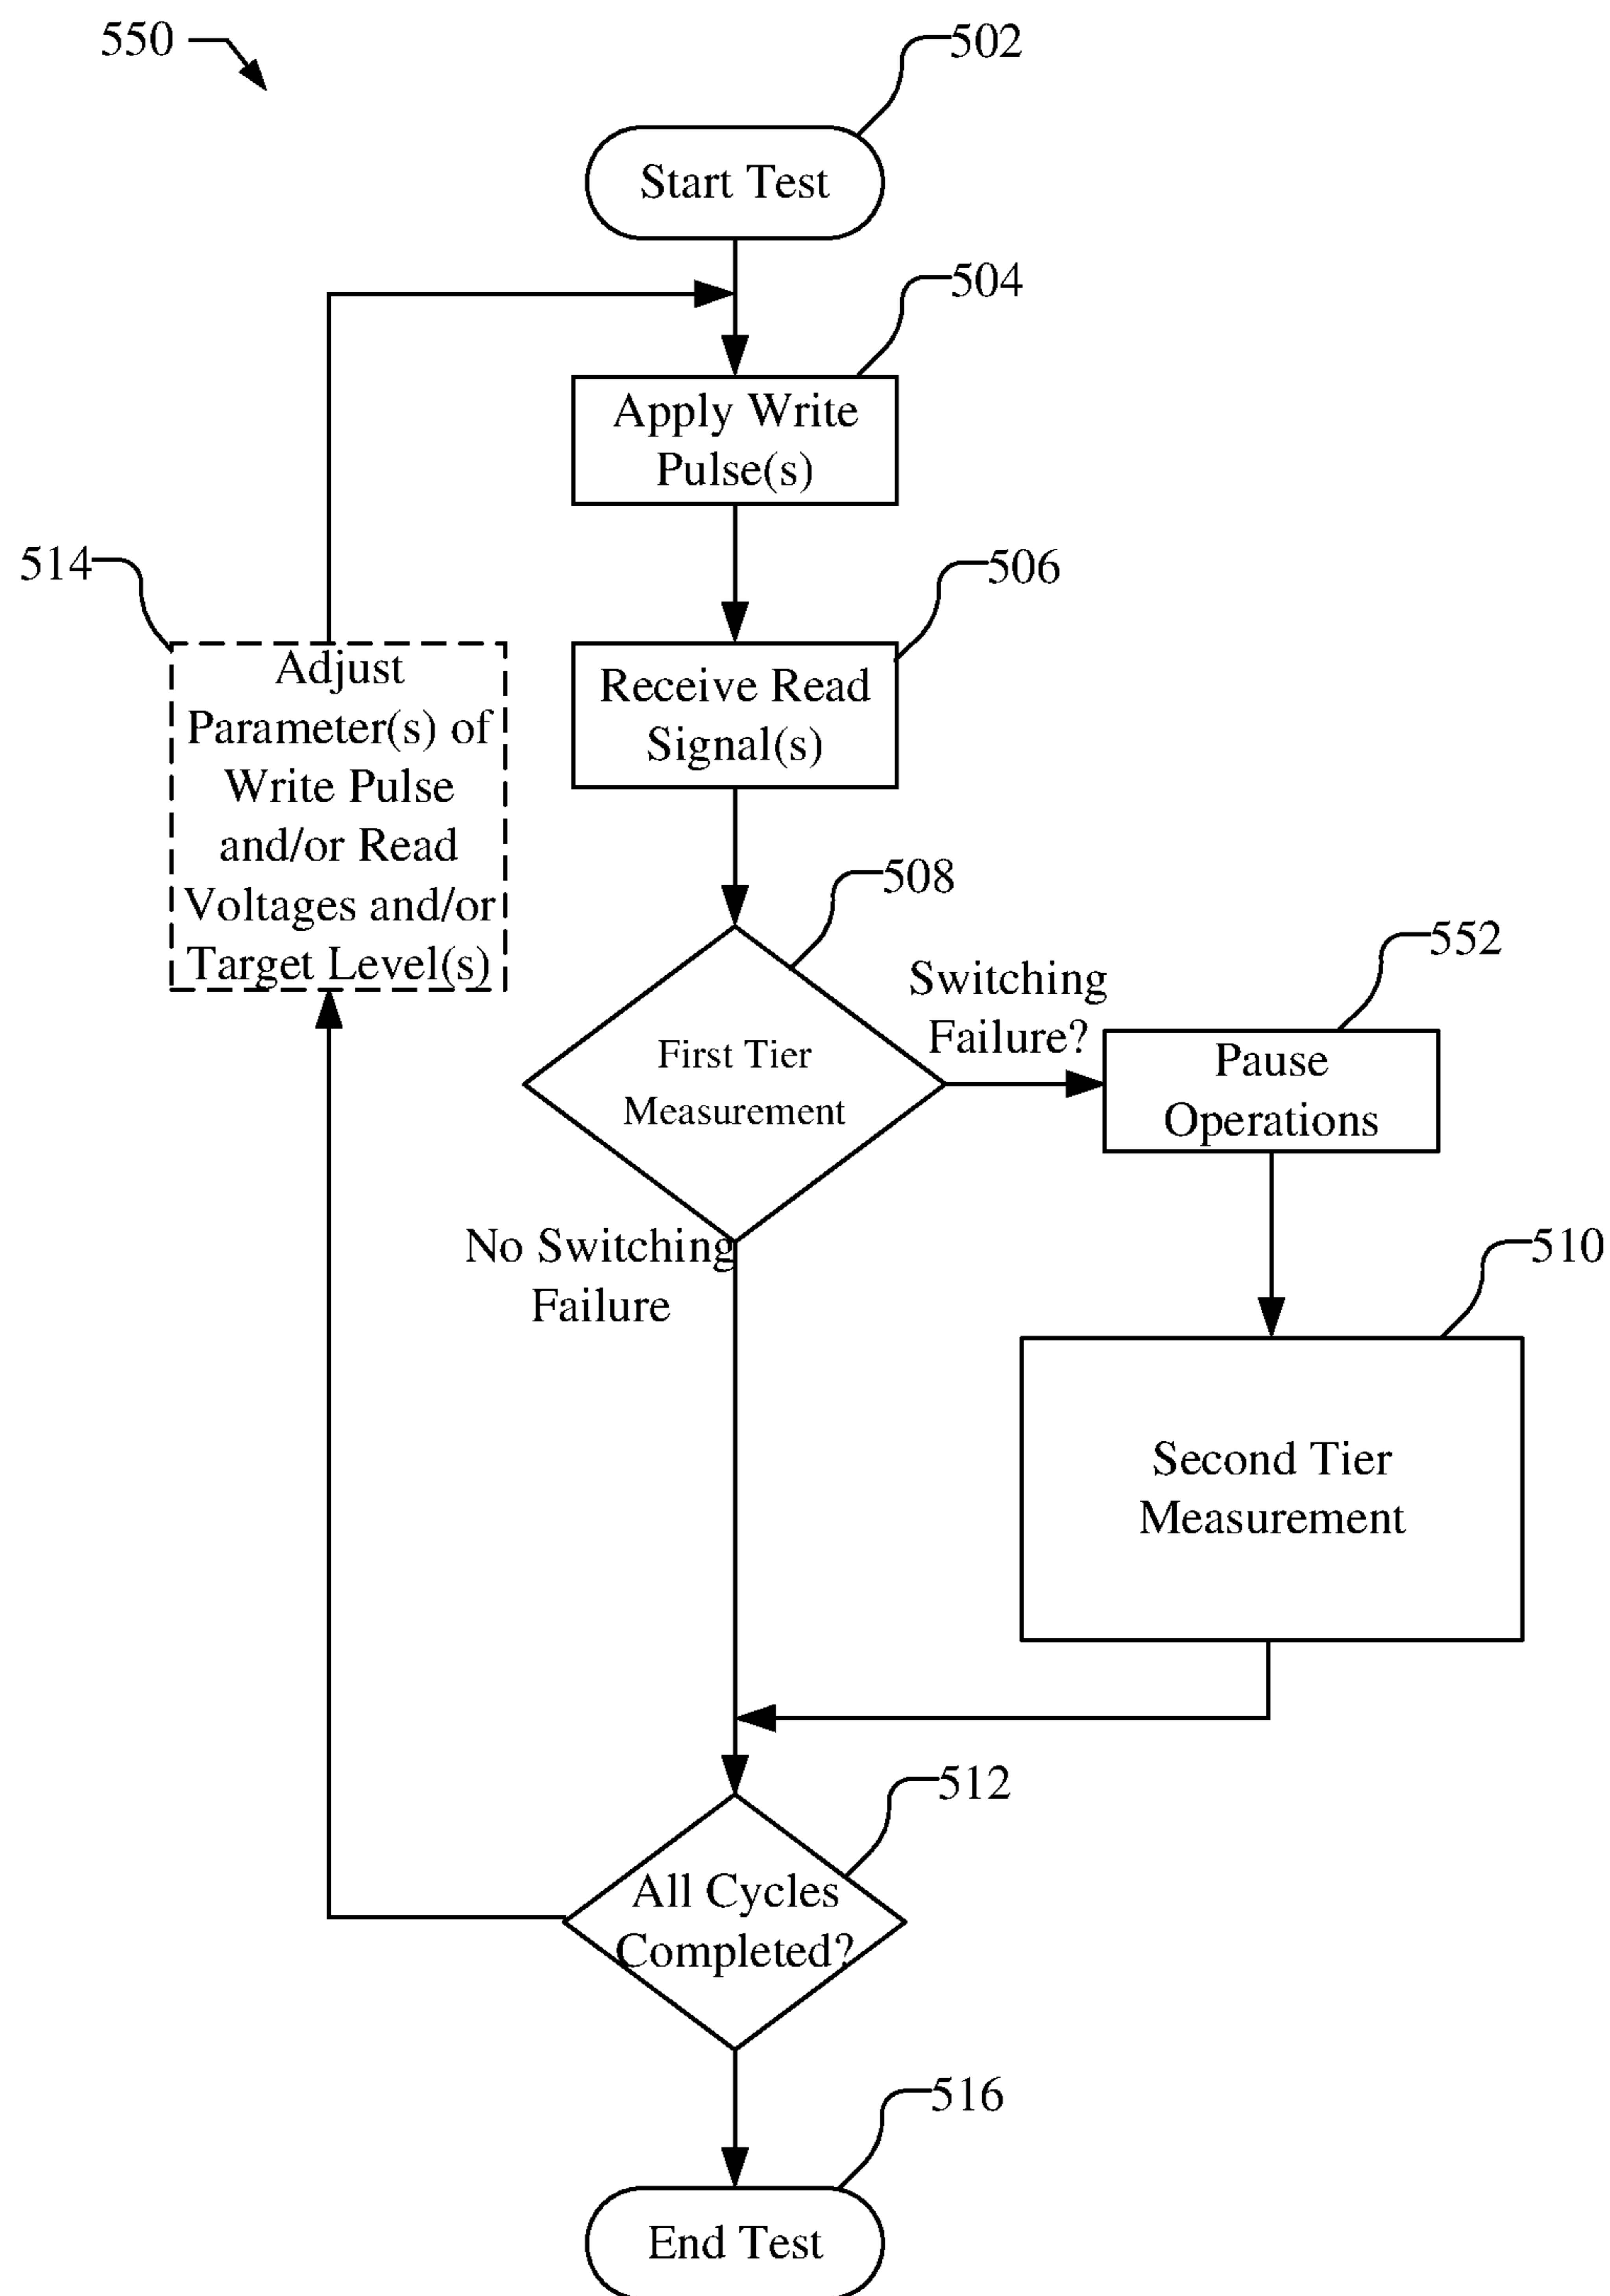 550
502
Start Test
504
Apply Write
Pulse(s)
514
506
Adjust
Parameter(s) of
Write Pulse
and/or Read
Voltages and/or
Target Level(s)
Receive Read
Signal(s)
508
First Tier
Measurement
Switching
Failure?
552
Pause
Operations
No Switching
Failure
510
Second Tier
Measurement
512
All Cycles
Completed?
516
End Test